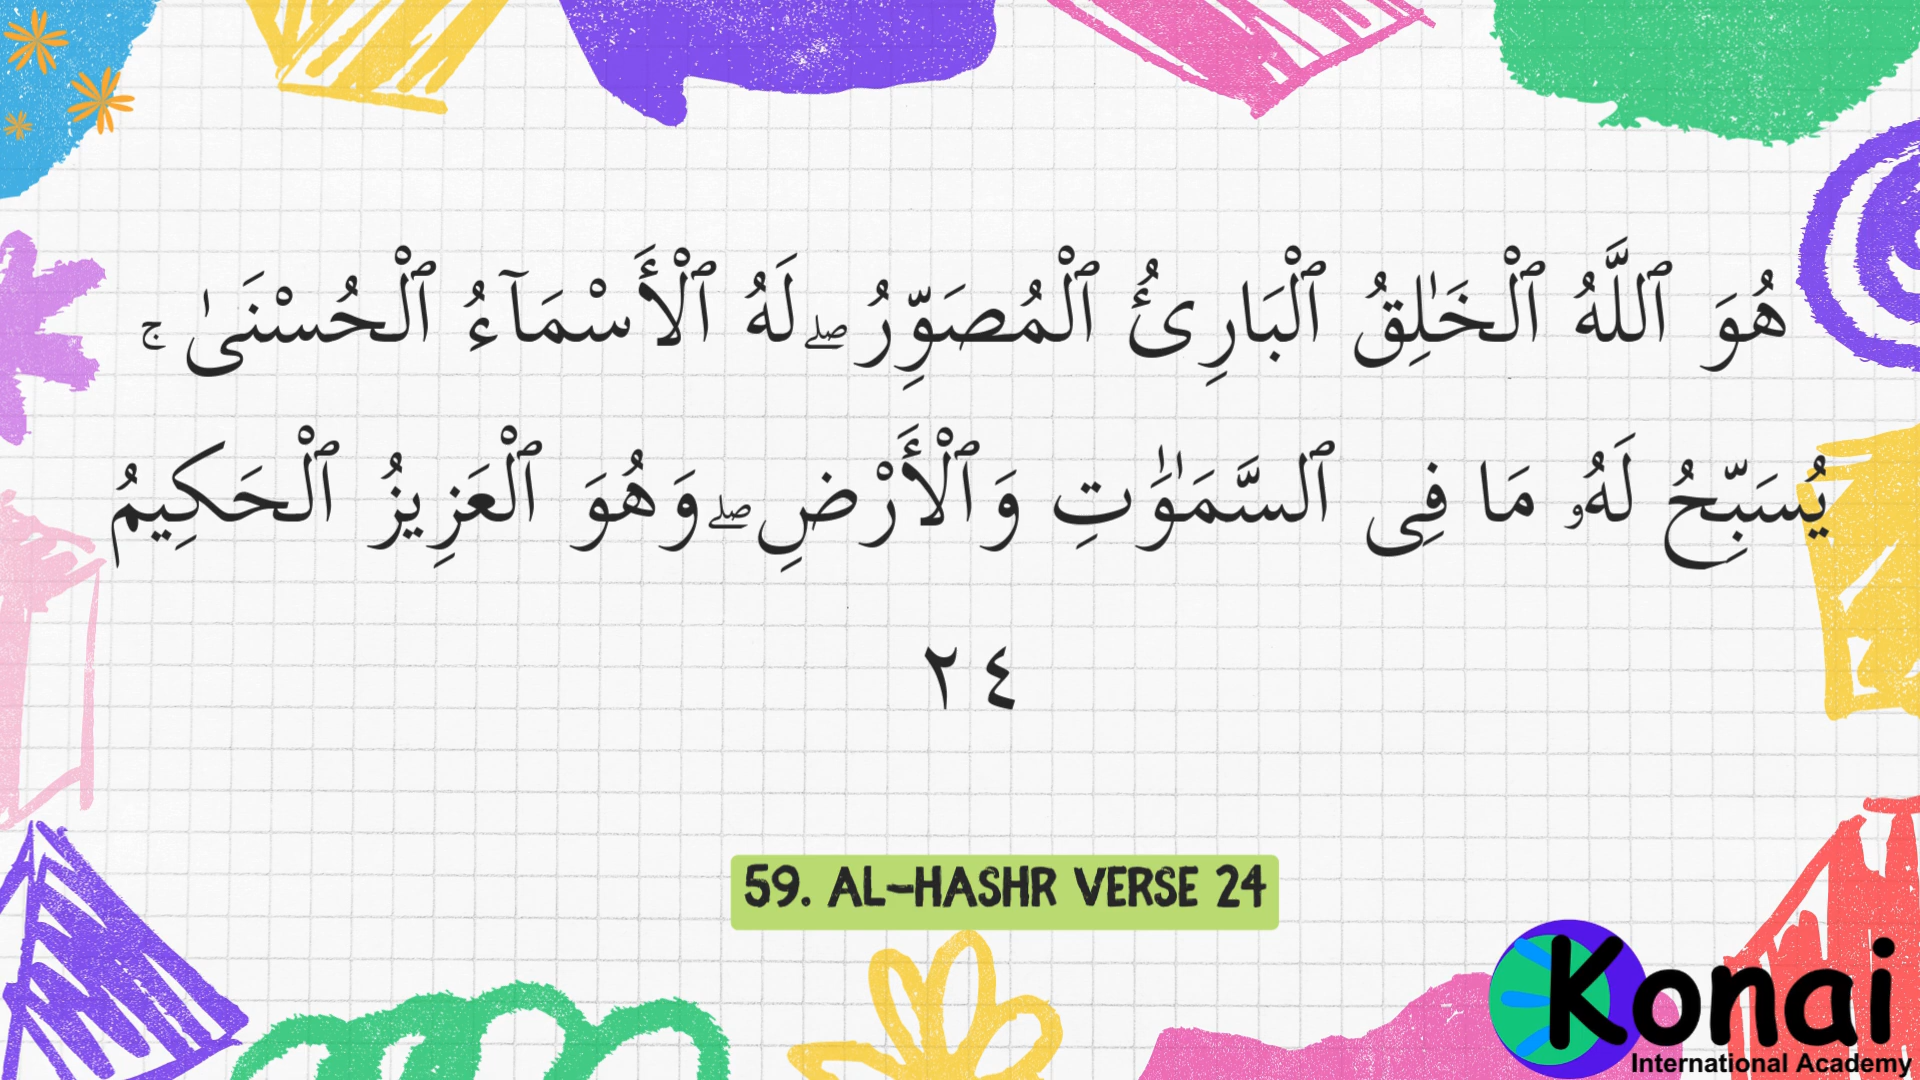 هُوَ ٱللَّهُ ٱلْخَـٰلِقُ ٱلْبَارِئُ ٱلْمُصَوِّرُ ۖ لَهُ ٱلْأَسْمَآءُ ٱلْحُسْنَىٰ ۚ
يُسَبِّحُ لَهُۥ مَا فِى ٱلسَّمَـٰوَٰتِ وَٱلْأَرْضِ ۖ وَهُوَ ٱلْعَزِيزُ ٱلْحَكِيمُ
٢٤
59. AL-HASHR VERSE 24
Konai
International Academy